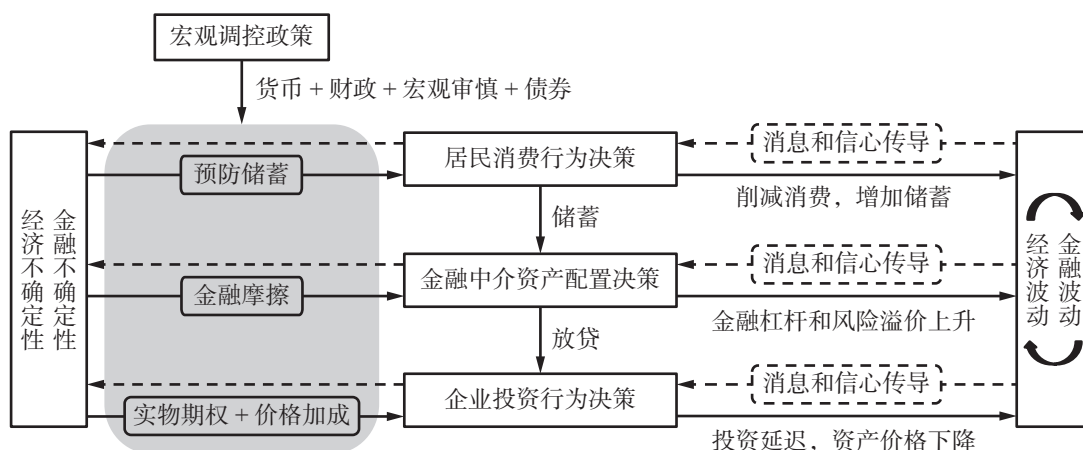 宏观调控政策
货币+财政+宏观审慎+债券
经济不确定性
金融不确定性
预防储蓄
居民消费行为决策
消息和信心传导
削减消费，增加储蓄
储蓄
金融摩擦
金融中介资产配置决策
消息和信心传导
金融杠杆和风险溢价上升
放贷
实物期权+价格加成
企业投资行为决策
消息和信心传导
投资延迟，资产价格下降
经济波动
金融波动